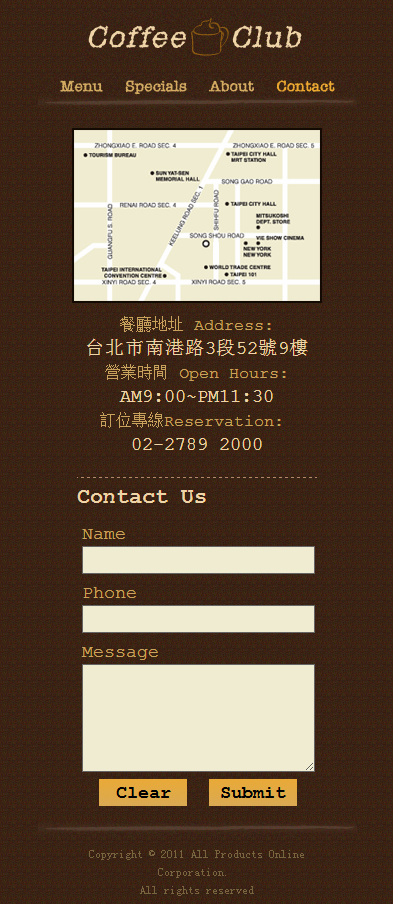 Coffee Club
Menu Specials About Contact
ZHONGXIAO E. ROAD SEC. 4
ZHONGXIAO E. ROAD SEC. 5
TOURISM BUREAU
TAIPEI CITY HALL
MRT STATION
SUN YAT-SEN
MEMORIAL HALL
SONG GAO ROAD
KEELUNG ROAD SEC. 1
SHIHFU ROAD
RENAI ROAD SEC. 4
TAIPEI CITY HALL
GUANGFU S. ROAD
MITSUKOSHI
DEPT. STORE
SONG SHOU ROAD
VIE SHOW CINEMA
NEW YORK
NEW YORK
TAIPEI INTERNATIONAL
CONVENTION CENTRE
WORLD TRADE CENTRE
TAIPEI 101
XINYI ROAD SEC. 4
XINYI ROAD SEC. 5
餐廳地址 Address:
台北市南港路3段52號9樓
營業時間 Open Hours:
AM9:00~PM11:30
訂位專線Reservation:
02-2789 2000
Contact Us
Name
Phone
Message
Clear Submit
Copyright © 2011 All Products Online
Corporation.
All rights reserved